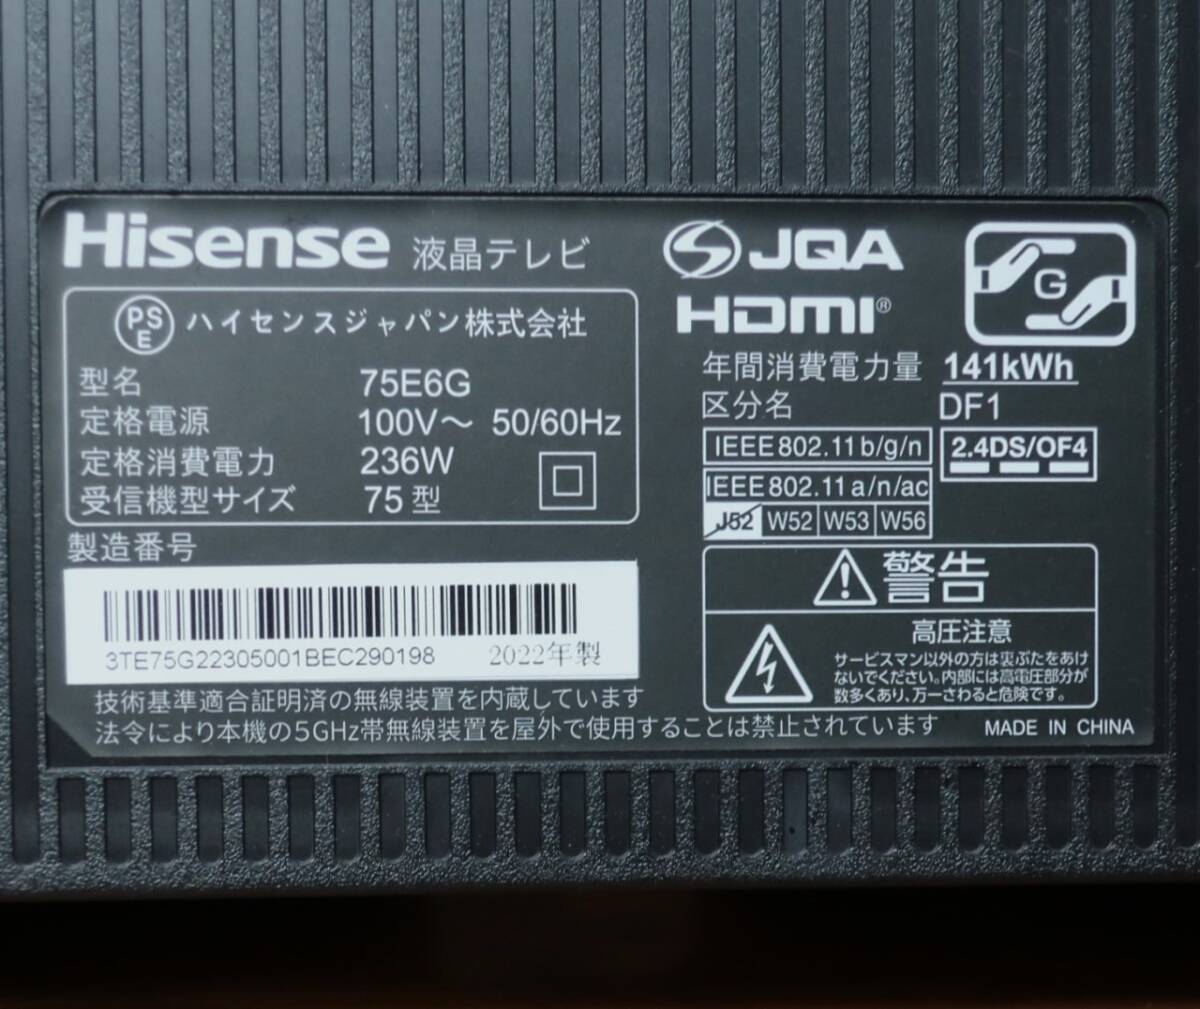 Hisense 液晶テレビ
PSE ハイセンスジャパン株式会社
型名 75E6G
定格電源 100V〜 50/60Hz
定格消費電力 236W
受信機型サイズ 75型
製造番号
3TE75G22305001BEC290198 2022年製
JQA
HDMI®
G
年間消費電力量 141kWh
区分名 DF1
IEEE802.11b/g/n
2.4DS/OF4
IEEE802.11a/n/ac
J52 W52 W53 W56
警告
高圧注意
サービスマン以外の方は裏ぶたをあけ
ないでください。内部には高電圧部分が
数多くあり、万一さわると危険です。
技術基準適合証明済の無線装置を内蔵しています
法令により本機の5GHz帯無線装置を屋外で使用することは禁止されています
MADE IN CHINA